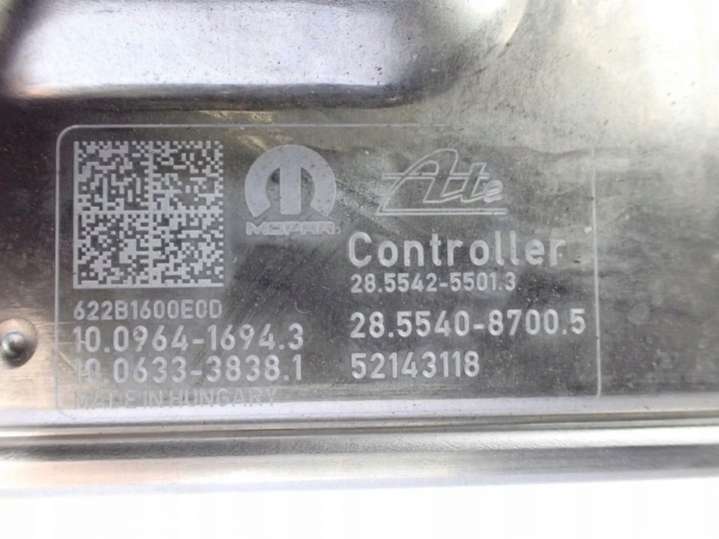 MOPAR
Ate
Controller
28.5542-5501.3
622B1600E0D
10.0964-1694.3
28.5540-8700.5
10.0633-3838.1
52143118
MADE IN HUNGARY